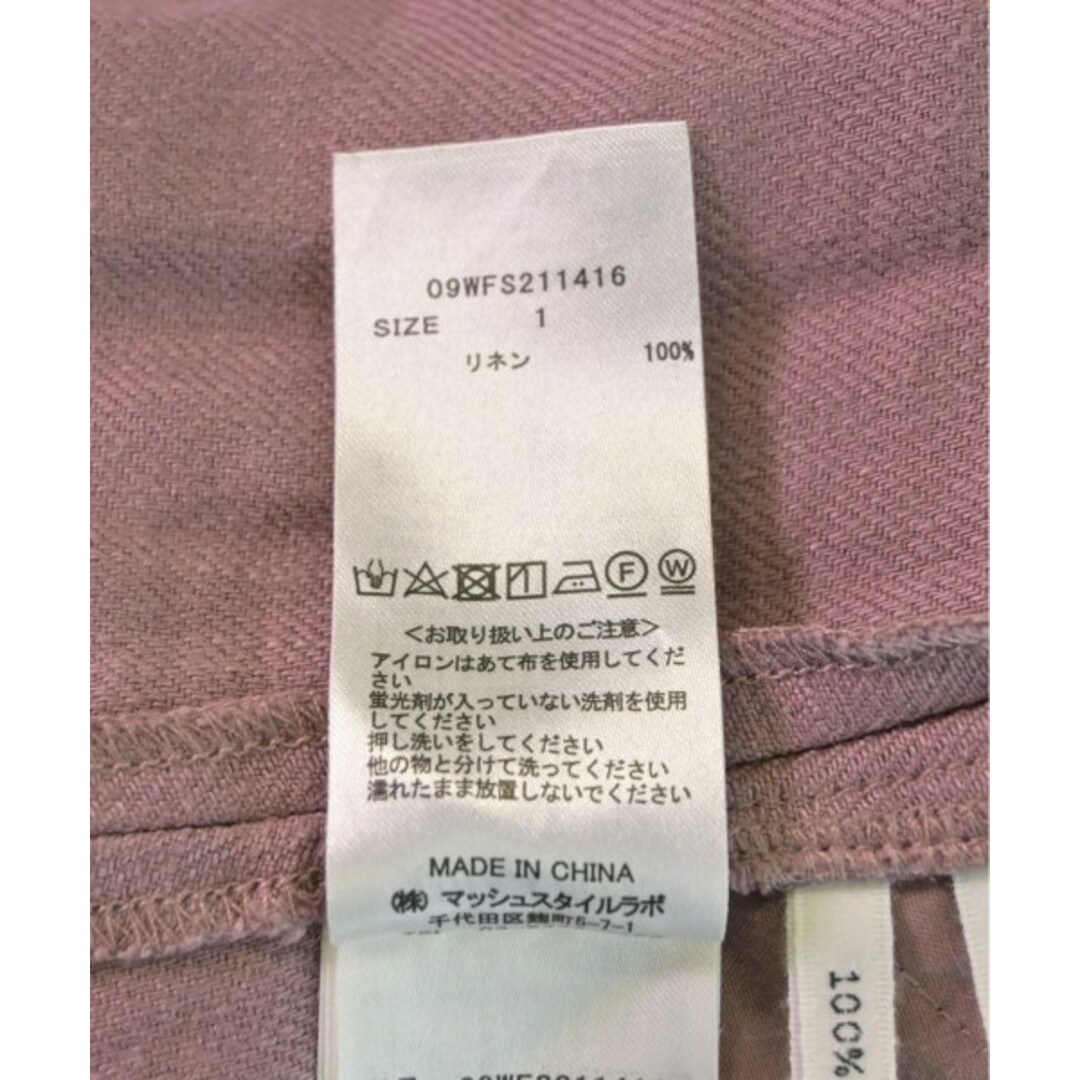 09WFS211416
SIZE 1
リネン 100%
F W
<お取り扱い上のご注意>
アイロンはあて布を使用してくだ
さい
蛍光剤が入っていない洗剤を使用
してください
押し洗いをしてください
他の物と分けて洗ってください
濡れたまま放置しないでください
MADE IN CHINA
㈱ マッシュスタイルラボ
千代田区麹町5-7-1
100%